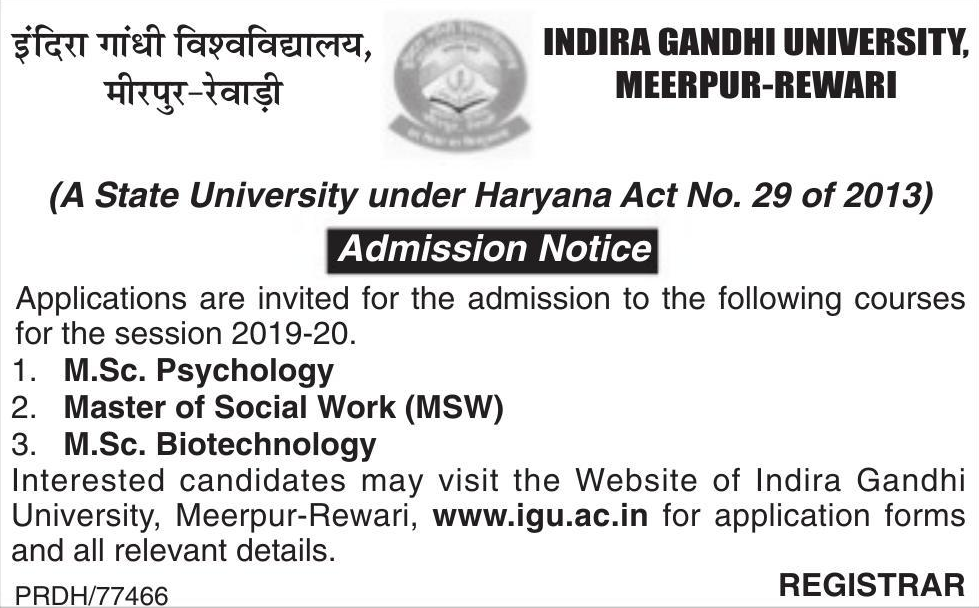 इंदिरा गांधी विश्वविद्यालय,
मीरपुर-रेवाड़ी
INDIRA GANDHI UNIVERSITY,
MEERPUR-REWARI
(A State University under Haryana Act No. 29 of 2013)
Admission Notice
Applications are invited for the admission to the following courses
for the session 2019-20.
1. M.Sc. Psychology
2. Master of Social Work (MSW)
3. M.Sc. Biotechnology
Interested candidates may visit the Website of Indira Gandhi
University, Meerpur-Rewari, www.igu.ac.in for application forms
and all relevant details.
PRDH/77466
REGISTRAR